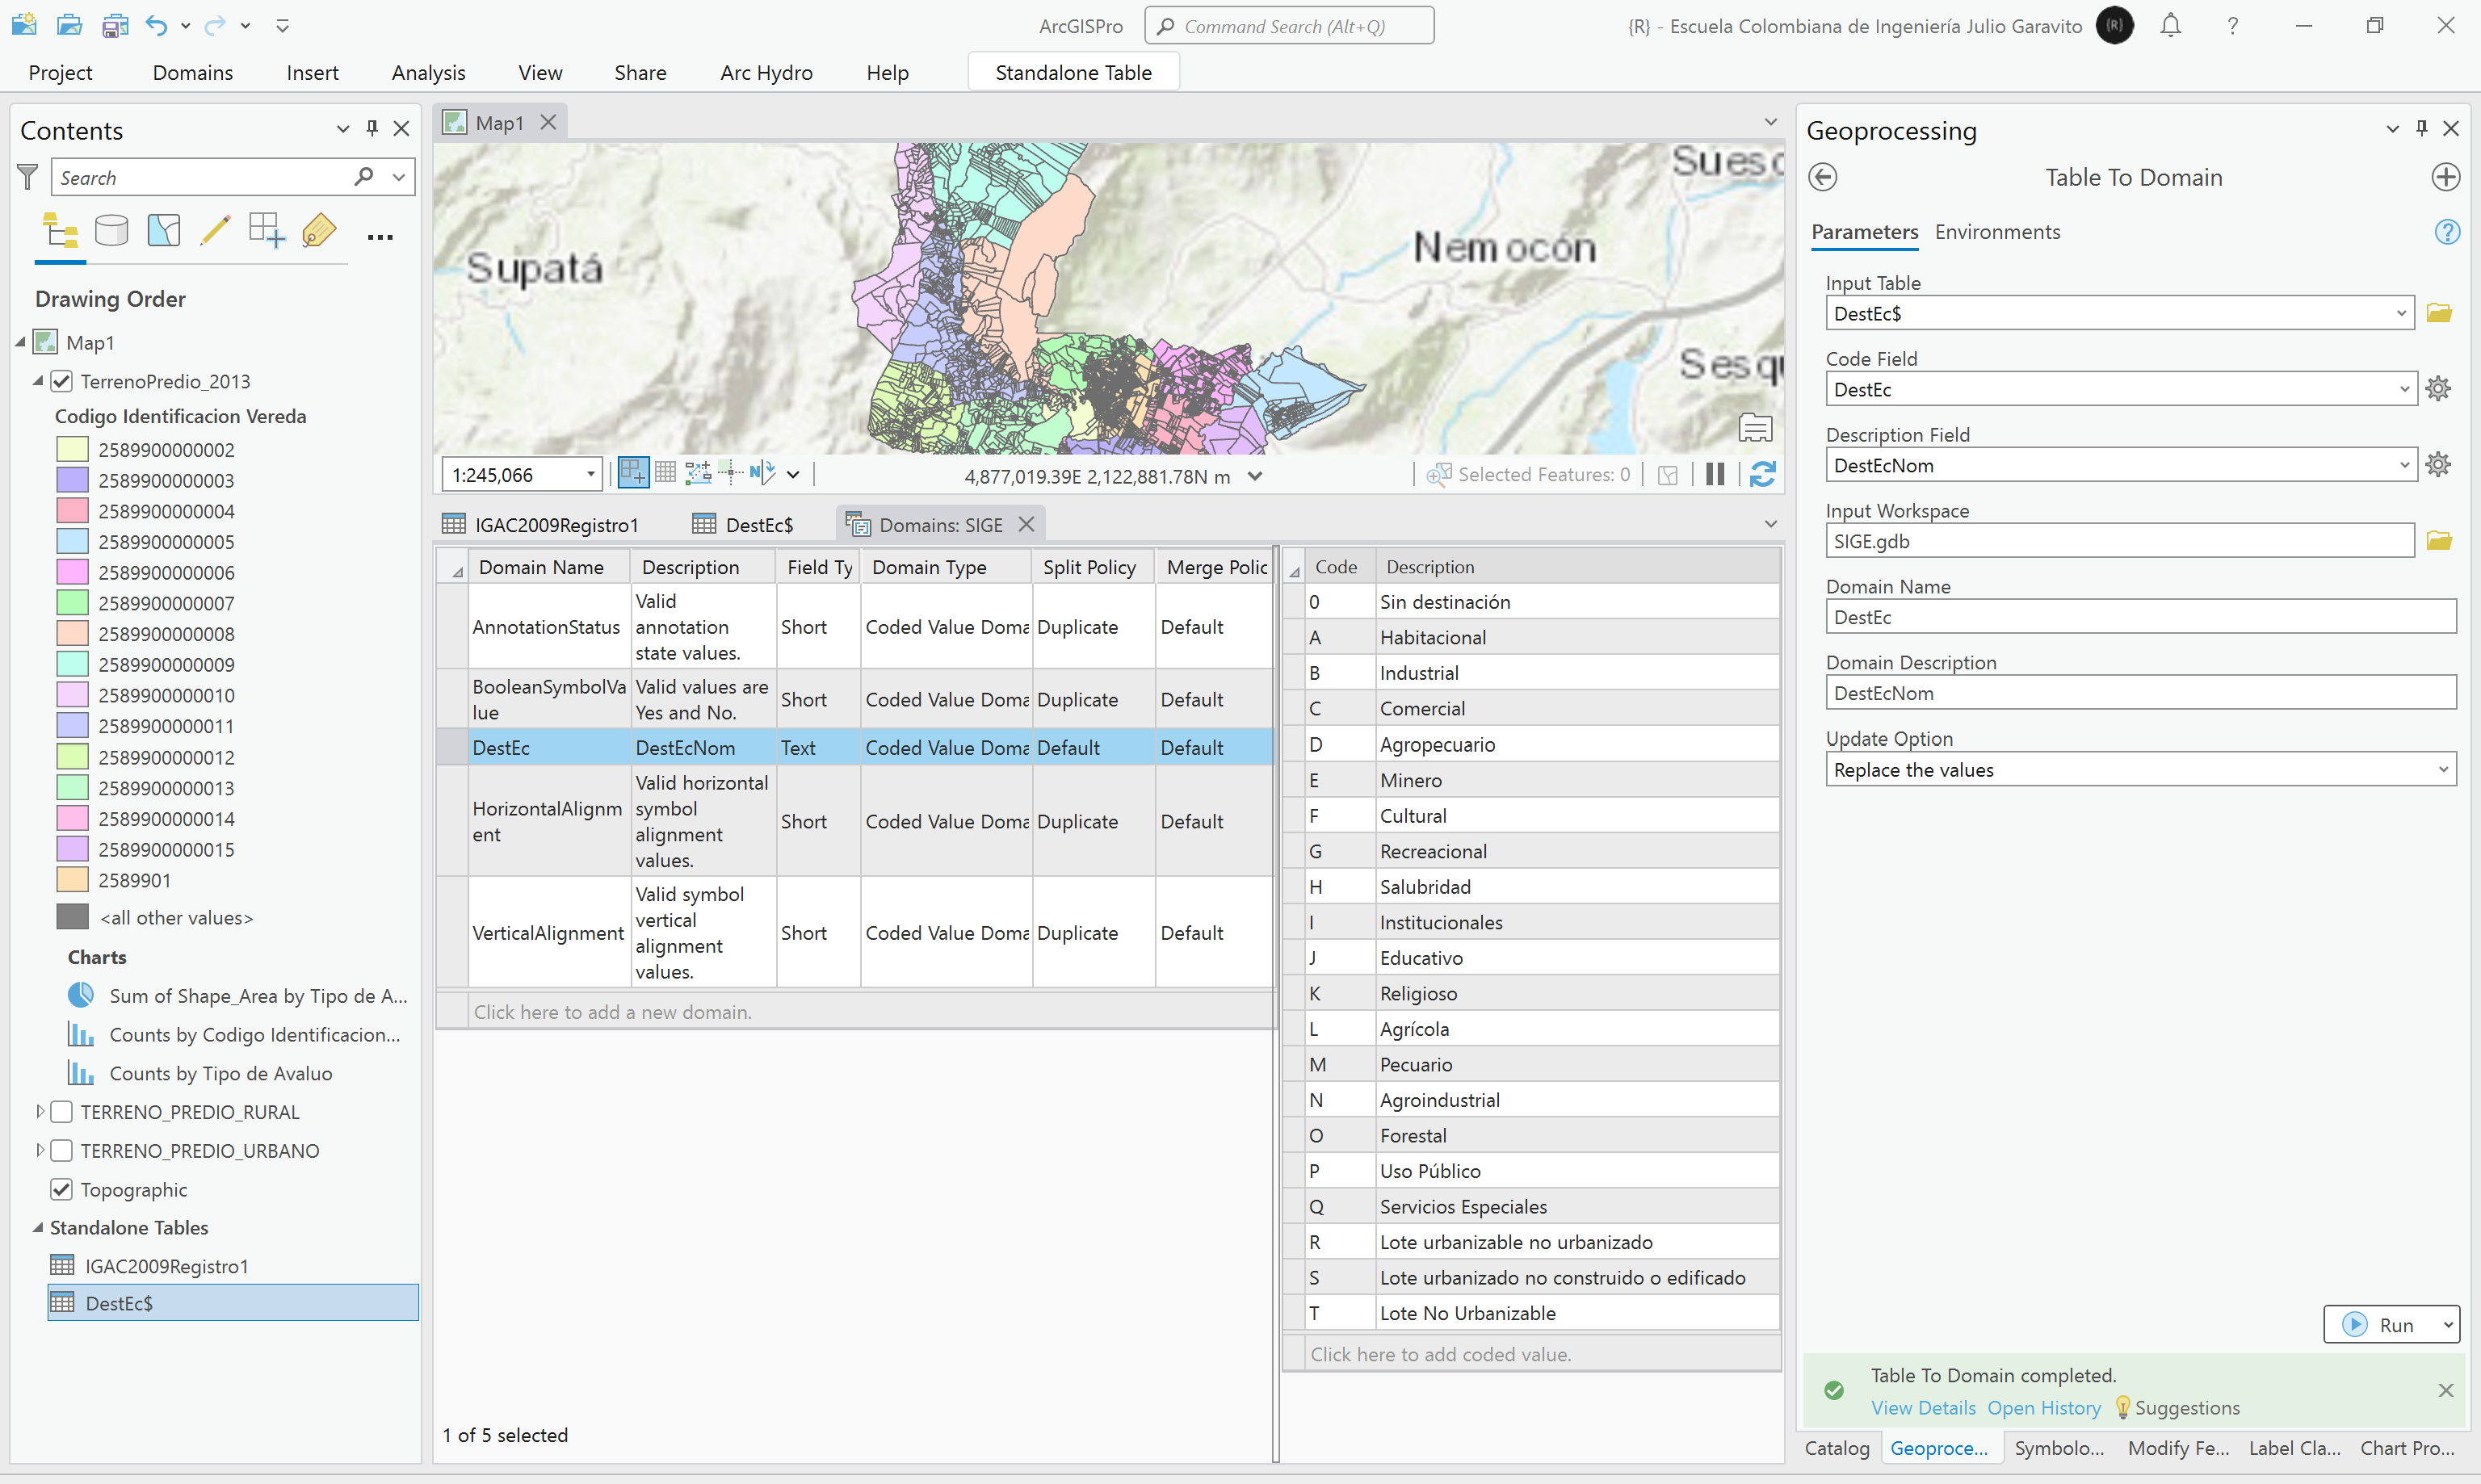 ArcGISPro
Command Search (Alt+Q)
{R} - Escuela Colombiana de Ingeniería Julio Garavito
{R}
?
Project
Domains
Insert
Analysis
View
Share
Arc Hydro
Help
Standalone Table
Contents
Search
Drawing Order
Map1
TerrenoPredio_2013
Codigo Identificacion Vereda
2589900000002
2589900000003
2589900000004
2589900000005
2589900000006
2589900000007
2589900000008
2589900000009
2589900000010
2589900000011
2589900000012
2589900000013
2589900000014
2589900000015
2589901
<all other values>
Charts
Sum of Shape_Area by Tipo de A...
Counts by Codigo Identificacion...
Counts by Tipo de Avaluo
TERRENO_PREDIO_RURAL
TERRENO_PREDIO_URBANO
Topographic
Standalone Tables
IGAC2009Registro1
DestEc$
Map1
Supatá
Nemocón
Suesc
Sesqu
1:245,066
N
4,877,019.39E 2,122,881.78N m
Selected Features: 0
IGAC2009Registro1
DestEc$
Domains: SIGE
Domain Name Description Field Ty Domain Type Split Policy Merge Polic
AnnotationStatus Valid annotation state values. Short Coded Value Doma Duplicate Default
BooleanSymbolValue Valid values are Yes and No. Short Coded Value Doma Duplicate Default
DestEc DestEcNom Text Coded Value Doma Default Default
HorizontalAlignment Valid horizontal symbol alignment values. Short Coded Value Doma Duplicate Default
VerticalAlignment Valid symbol vertical alignment values. Short Coded Value Doma Duplicate Default
Click here to add a new domain.
1 of 5 selected
Code Description
0 Sin destinación
A Habitacional
B Industrial
C Comercial
D Agropecuario
E Minero
F Cultural
G Recreacional
H Salubridad
I Institucionales
J Educativo
K Religioso
L Agrícola
M Pecuario
N Agroindustrial
O Forestal
P Uso Público
Q Servicios Especiales
R Lote urbanizable no urbanizado
S Lote urbanizado no construido o edificado
T Lote No Urbanizable
Click here to add coded value.
Geoprocessing
Table To Domain
Parameters
Environments
?
Input Table
DestEc$
Code Field
DestEc
Description Field
DestEcNom
Input Workspace
SIGE.gdb
Domain Name
DestEc
Domain Description
DestEcNom
Update Option
Replace the values
Run
Table To Domain completed.
View Details Open History Suggestions
Catalog
Geoproce...
Symbolo...
Modify Fe...
Label Cla...
Chart Pro...